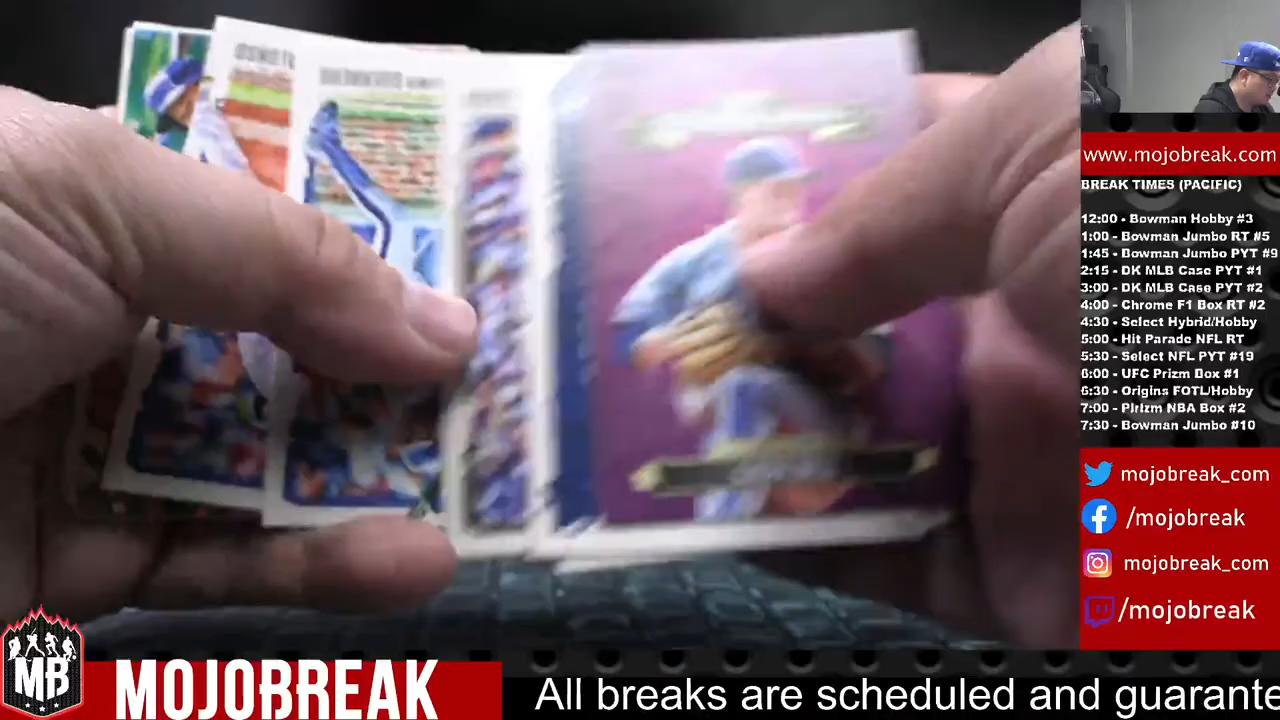 www.mojobreak.com
BREAK TIMES (PACIFIC)
12:00 - Bowman Hobby #3
1:00 - Bowman Jumbo RT #5
1:45 - Bowman Jumbo PYT #9
2:15 - DK MLB Case PYT #1
3:00 - DK MLB Case PYT #2
4:00 - Chrome F1 Box RT #2
4:30 - Select Hybrid/Hobby
5:00 - Hit Parade NFL RT
5:30 - Select NFL PYT #19
6:00 - UFC Prizm Box #1
6:30 - Origins FOTL/Hobby
7:00 - Pirizm NBA Box #2
7:30 - Bowman Jumbo #10
mojobreak_com
/mojobreak
mojobreak_com
/mojobreak
MB
MOJOBREAK
All breaks are scheduled and guarante